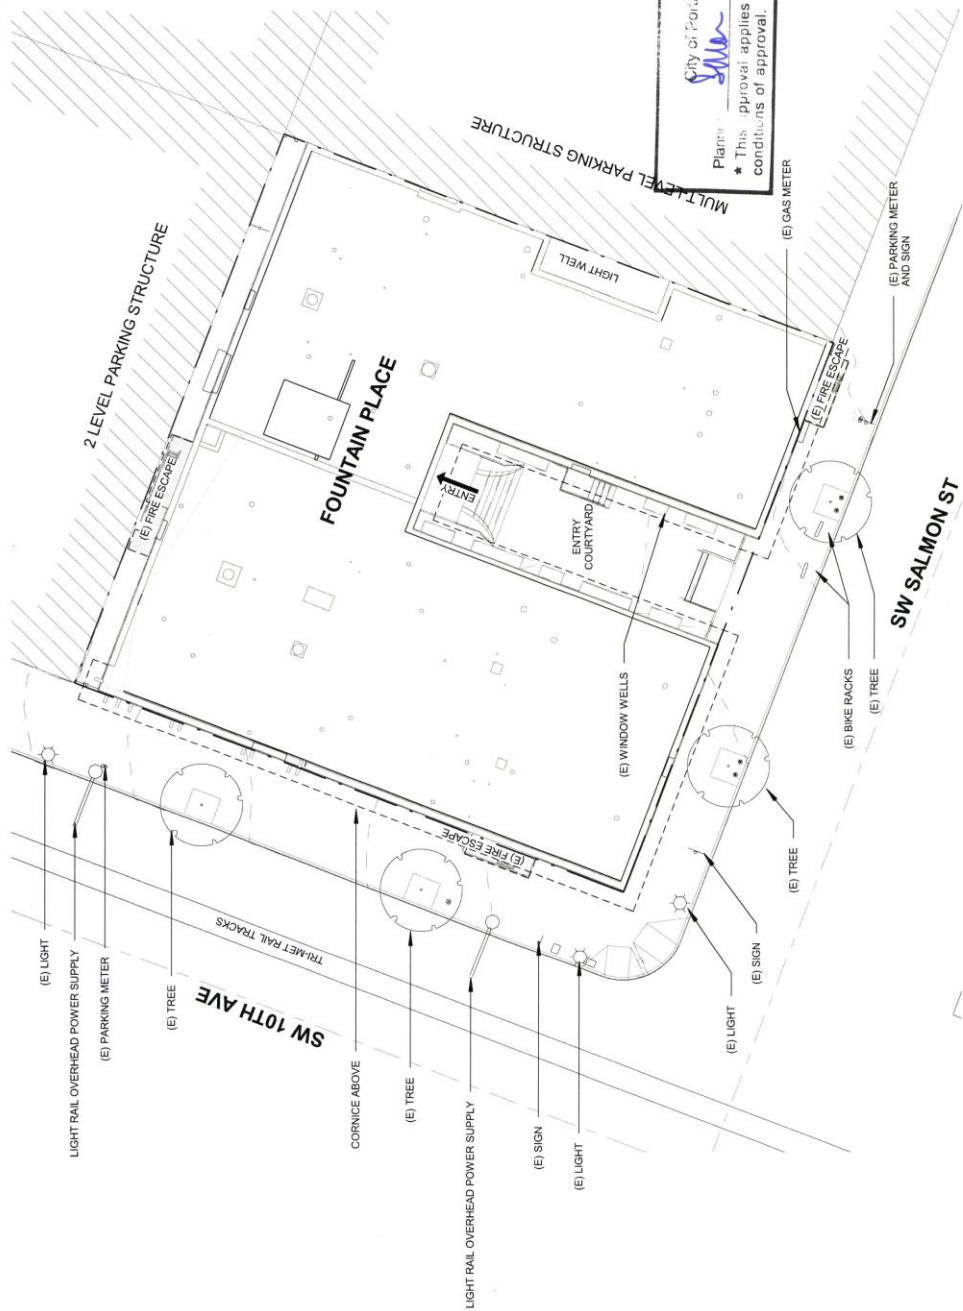 City of
Plann
* This approval applies
conditions of approval.
2 LEVEL PARKING STRUCTURE
MULT-LEVEL PARKING STRUCTURE
(E) FIRE ESCAPE
FOUNTAIN PLACE
LIGHT WELL
ENTRY
ENTRY
COURTYARD
(E) GAS METER
(E) PARKING METER
AND SIGN
(E) FIRE ESCAPE
(E) WINDOW WELLS
(E) FIRE ESCAPE
SW SALMON ST
(E) BIKE RACKS
(E) TREE
(E) TREE
(E) SIGN
(E) LIGHT
TRI-MET RAIL TRACKS
SW 10TH AVE
(E) LIGHT
LIGHT RAIL OVERHEAD POWER SUPPLY
(E) PARKING METER
(E) TREE
CORNICE ABOVE
(E) TREE
LIGHT RAIL OVERHEAD POWER SUPPLY
(E) SIGN
(E) LIGHT